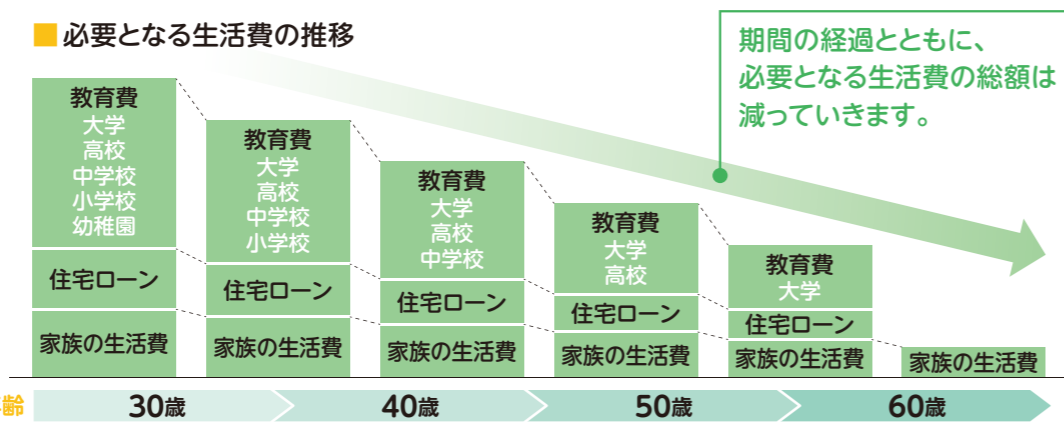 必要となる生活費の推移
期間の経過とともに、
必要となる生活費の総額は
減っていきます。
教育費
大学
高校
中学校
小学校
幼稚園
住宅ローン
家族の生活費
教育費
大学
高校
中学校
小学校
住宅ローン
家族の生活費
教育費
大学
高校
中学校
住宅ローン
家族の生活費
教育費
大学
高校
住宅ローン
家族の生活費
教育費
大学
住宅ローン
家族の生活費
家族の生活費
齢 30歳 40歳 50歳 60歳